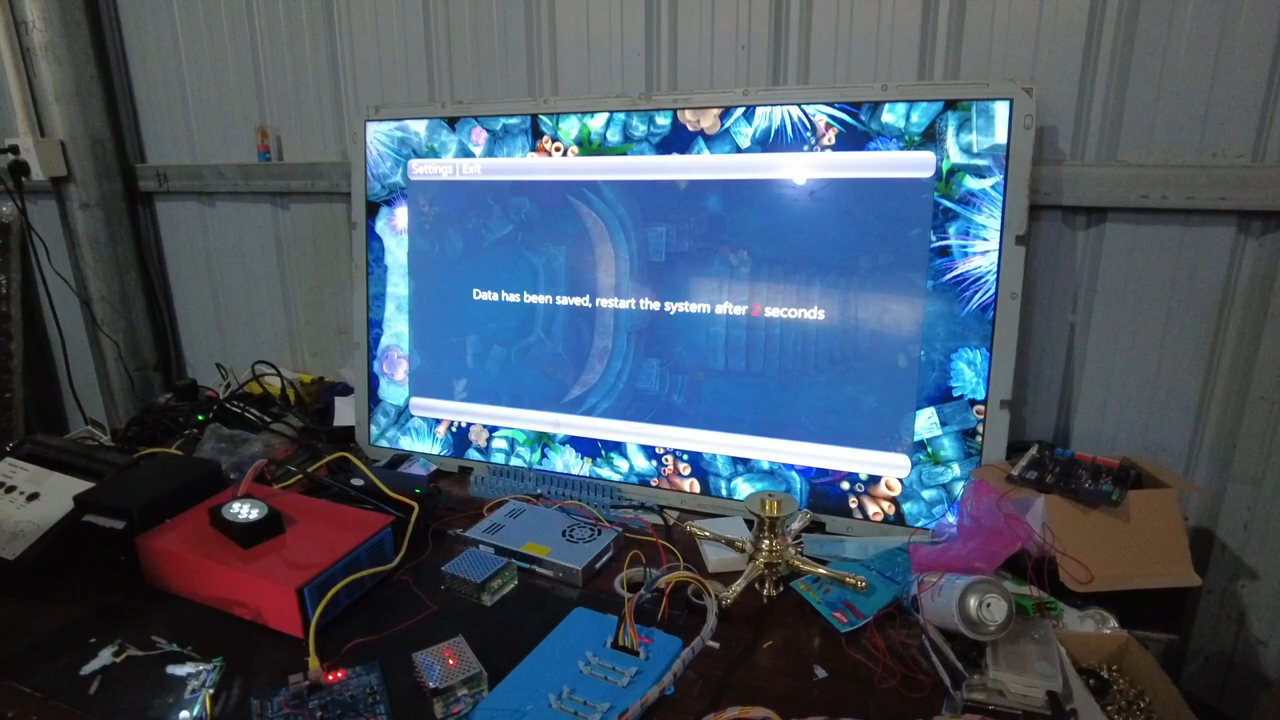 Settings | Exit
Data has been saved, restart the system after 2 seconds